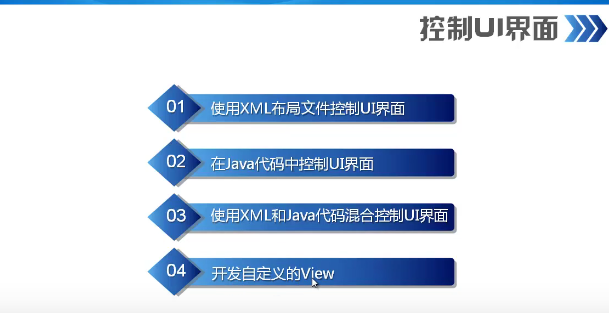 控制UI界面
01 使用XML布局文件控制UI界面
02 在Java代码中控制UI界面
03 使用XML和Java代码混合控制UI界面
04 开发自定义的View